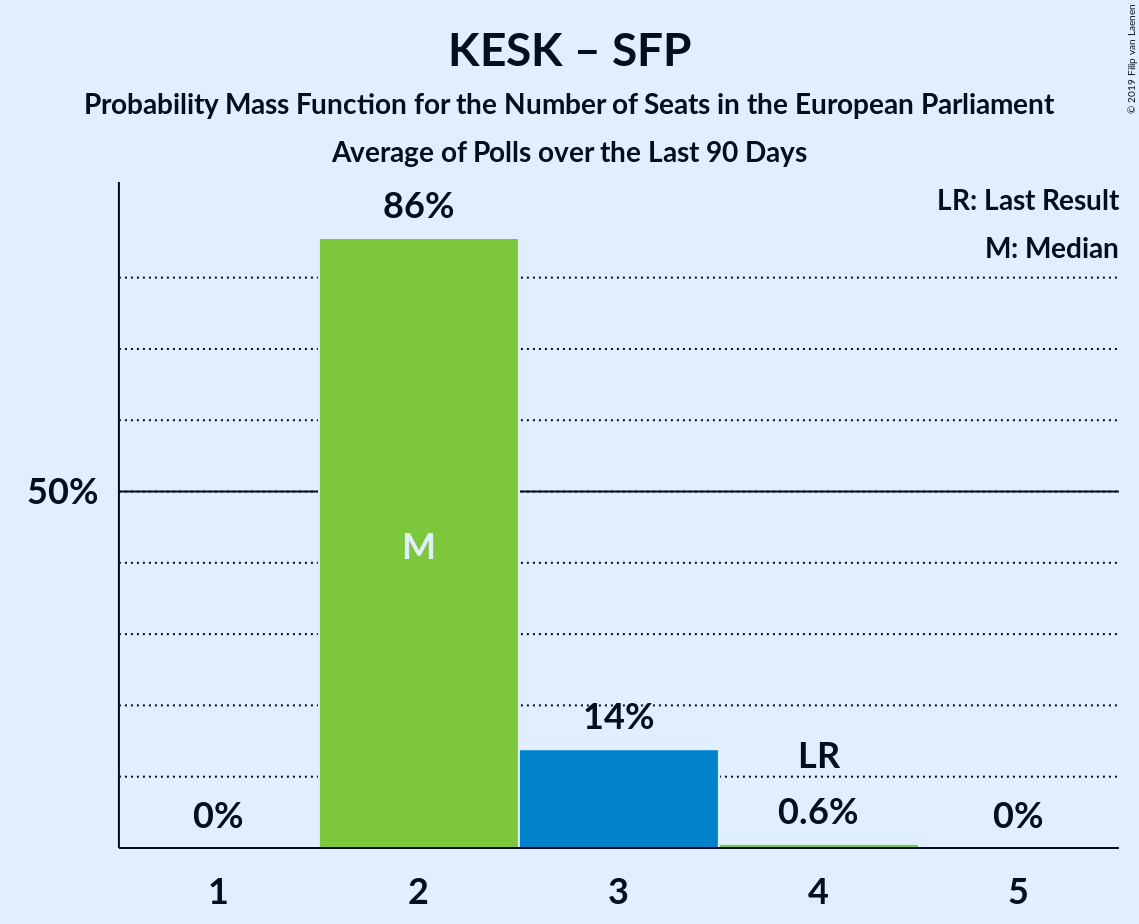 KESK – SFP
Probability Mass Function for the Number of Seats in the European Parliament
Average of Polls over the Last 90 Days
© 2019 Filip van Laenen
LR: Last Result
M: Median
86%
50%
M
14%
LR
0%
0.6%
0%
1
2
3
4
5